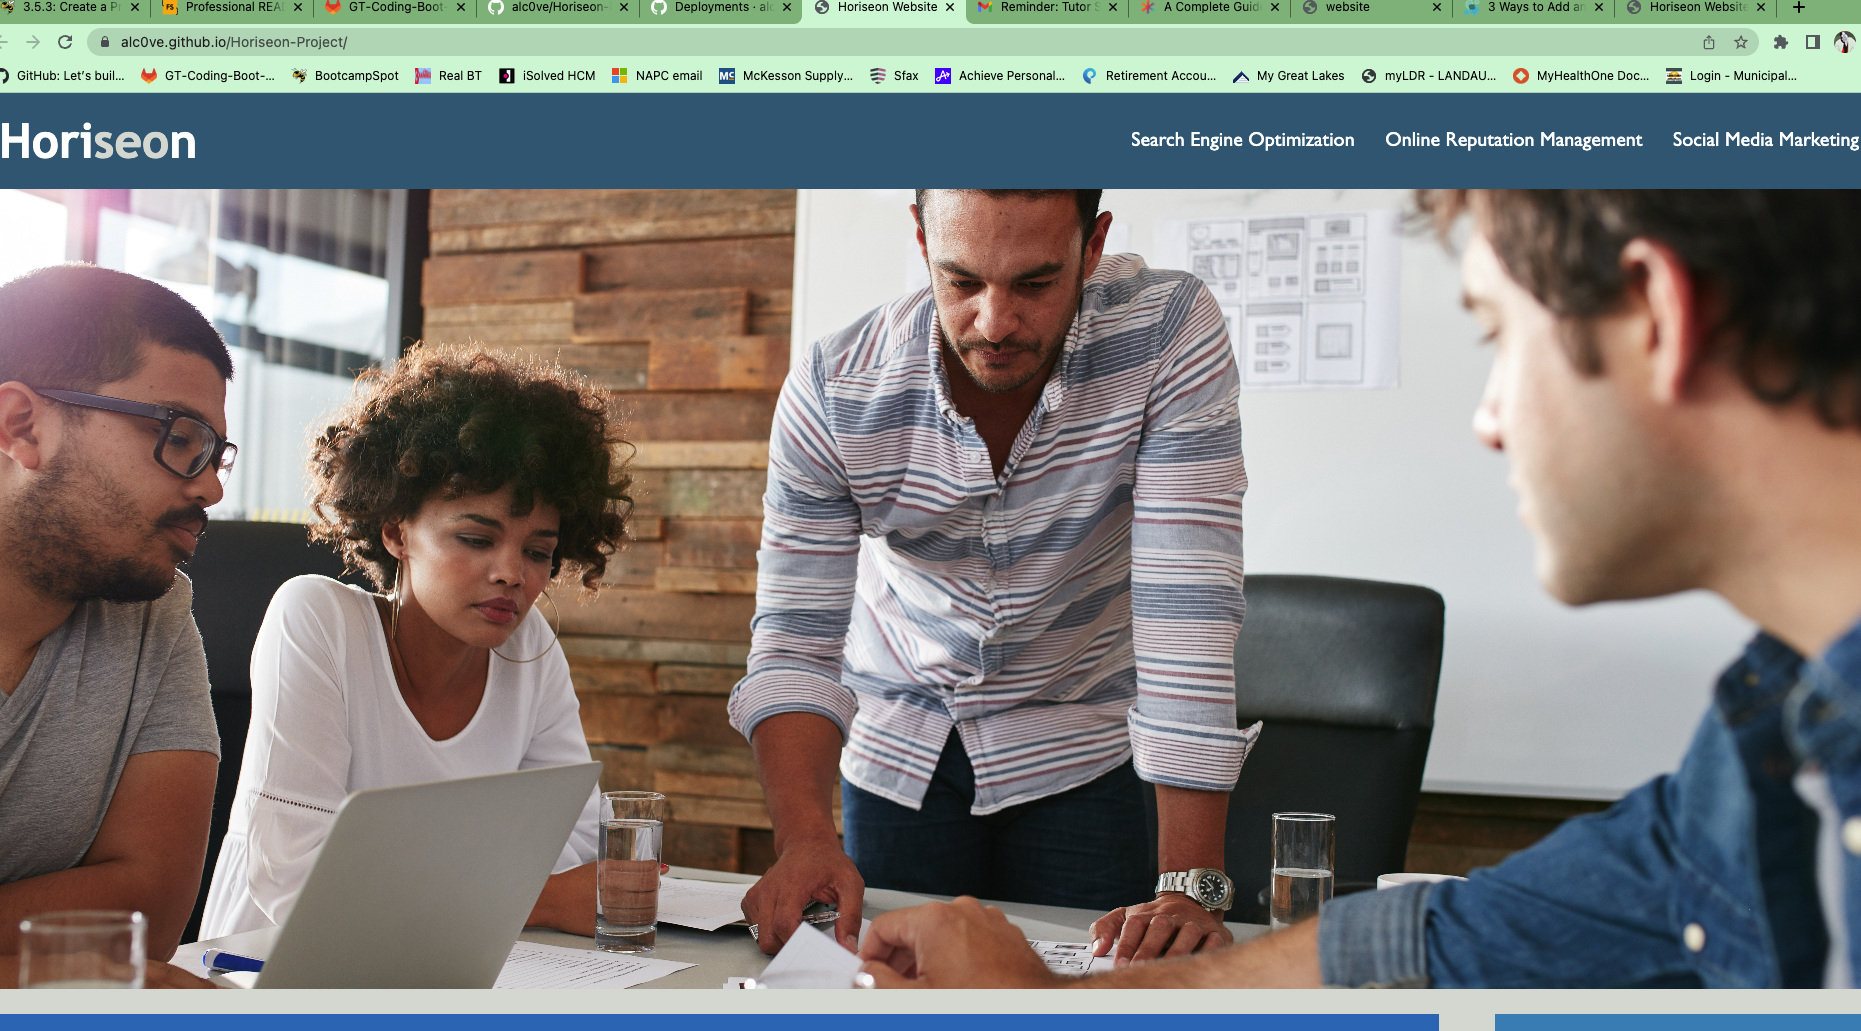 3.5.3: Create a Pr
Professional REA
GT-Coding-Boot-
alc0ve/Horiseon-
Deployments · alc
Horiseon Website
Reminder: Tutor S
A Complete Guid
website
3 Ways to Add an
Horiseon Website
alc0ve.github.io/Horiseon-Project/
GitHub: Let's buil...
GT-Coding-Boot-...
BootcampSpot
Real BT
iSolved HCM
NAPC email
McKesson Supply...
Sfax
Achieve Personal...
Retirement Accou...
My Great Lakes
myLDR - LANDAU...
MyHealthOne Doc...
Login - Municipal...
Horiseon
Search Engine Optimization
Online Reputation Management
Social Media Marketing